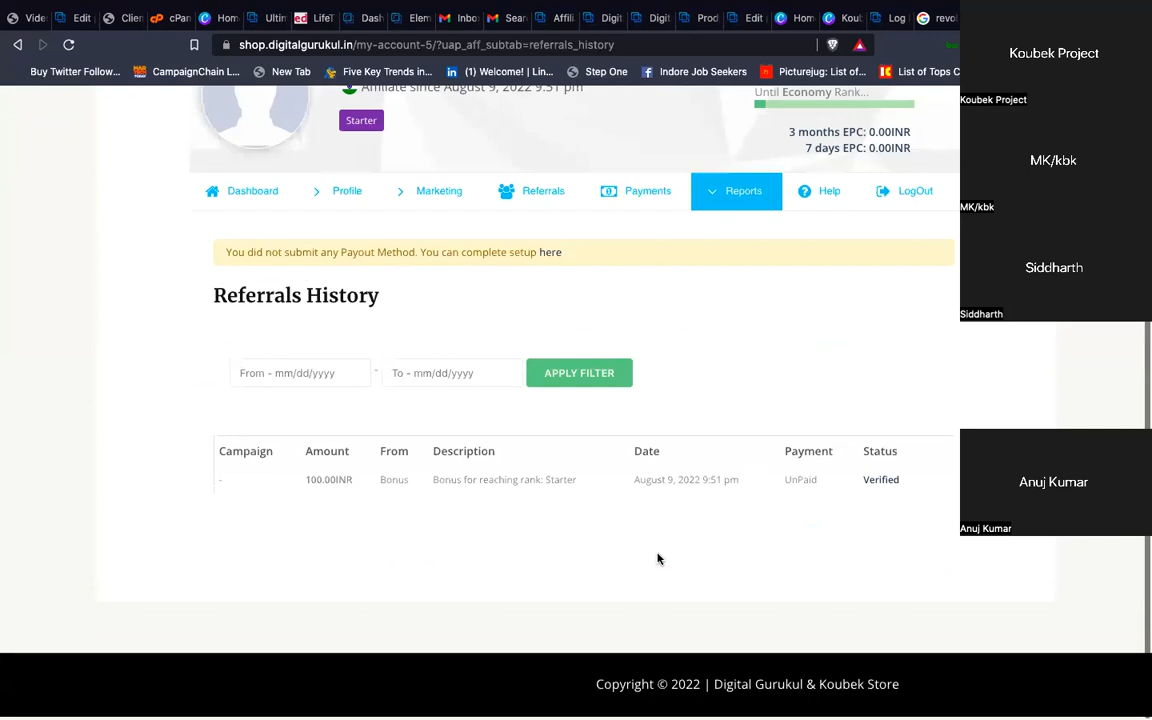 Vide
Edit
Clien
cPan
Hom
Ultin
LifeT
Dash
Elem
Inbo
Sear
Affili
Digit
Digit
Prod
Edit
Hom
Koub
Log
revo
shop.digitalgurukul.in/my-account-5/?uap_aff_subtab=referrals_history
Buy Twitter Follow... CampaignChain L... New Tab Five Key Trends in... (1) Welcome! | Lin... Step One Indore Job Seekers Picturejug: List of... List of Tops C
Affiliate since August 9, 2022 9:51 pm
Starter
Until Economy Rank...
3 months EPC: 0.00INR
7 days EPC: 0.00INR
Dashboard Profile Marketing Referrals Payments Reports Help LogOut
You did not submit any Payout Method. You can complete setup here
Referrals History
From - mm/dd/yyyy - To - mm/dd/yyyy APPLY FILTER
Campaign Amount From Description Date Payment Status
- 100.00INR Bonus Bonus for reaching rank: Starter August 9, 2022 9:51 pm UnPaid Verified
Copyright © 2022 | Digital Gurukul & Koubek Store
Koubek Project
Koubek Project
MK/kbk
MK/kbk
Siddharth
Siddharth
Anuj Kumar
Anuj Kumar